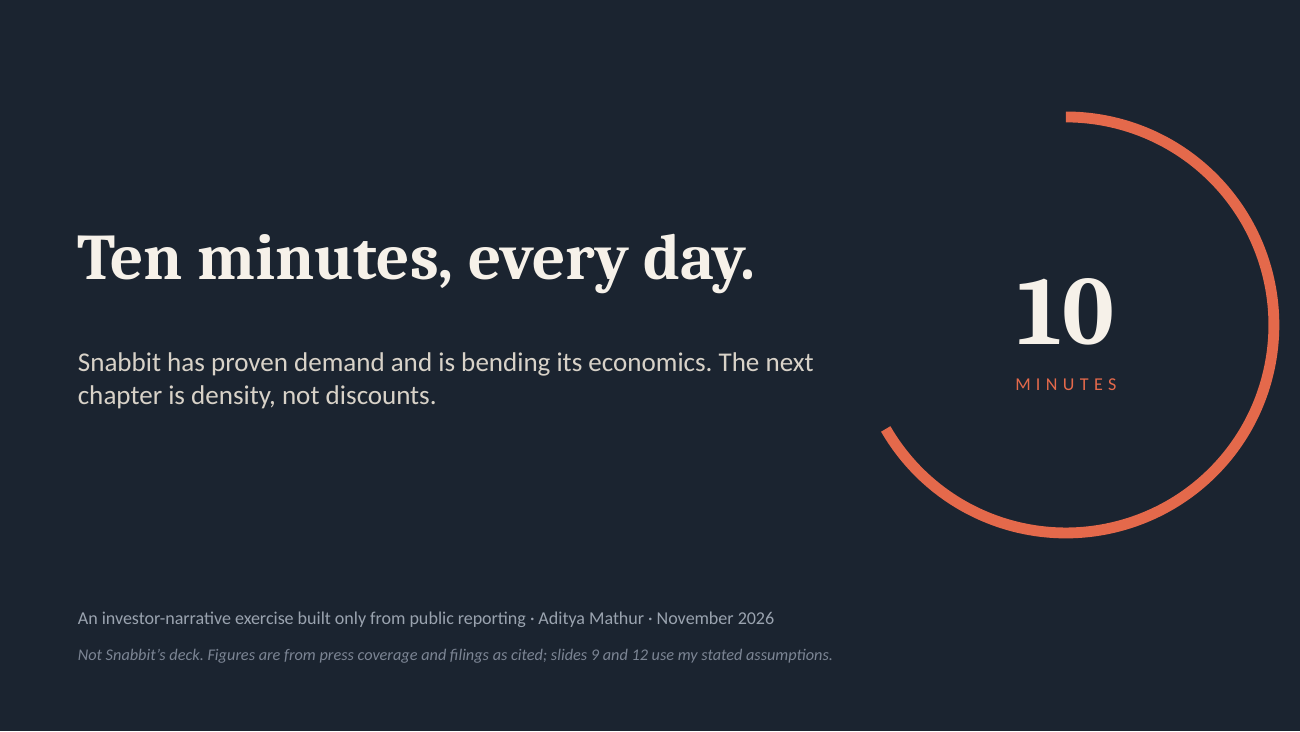 Ten minutes, every day.
Snabbit has proven demand and is bending its economics. The next
chapter is density, not discounts.
10
MINUTES
An investor-narrative exercise built only from public reporting · Aditya Mathur · November 2026
Not Snabbit’s deck. Figures are from press coverage and filings as cited; slides 9 and 12 use my stated assumptions.